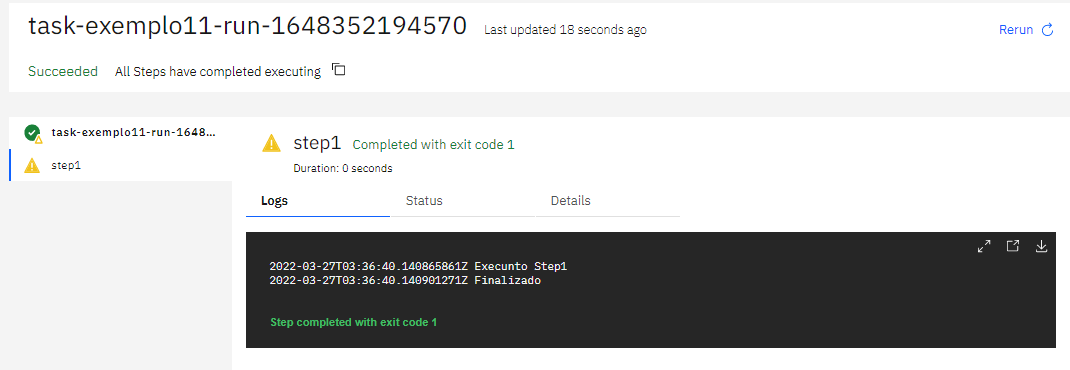 task-exemplo11-run-1648352194570 Last updated 18 seconds ago Rerun
Succeeded All Steps have completed executing
task-exemplo11-run-1648...
step1
step1 Completed with exit code 1
Duration: 0 seconds
Logs Status Details
2022-03-27T03:36:40.140865861Z Execunto Step1
2022-03-27T03:36:40.140901271Z Finalizado
Step completed with exit code 1